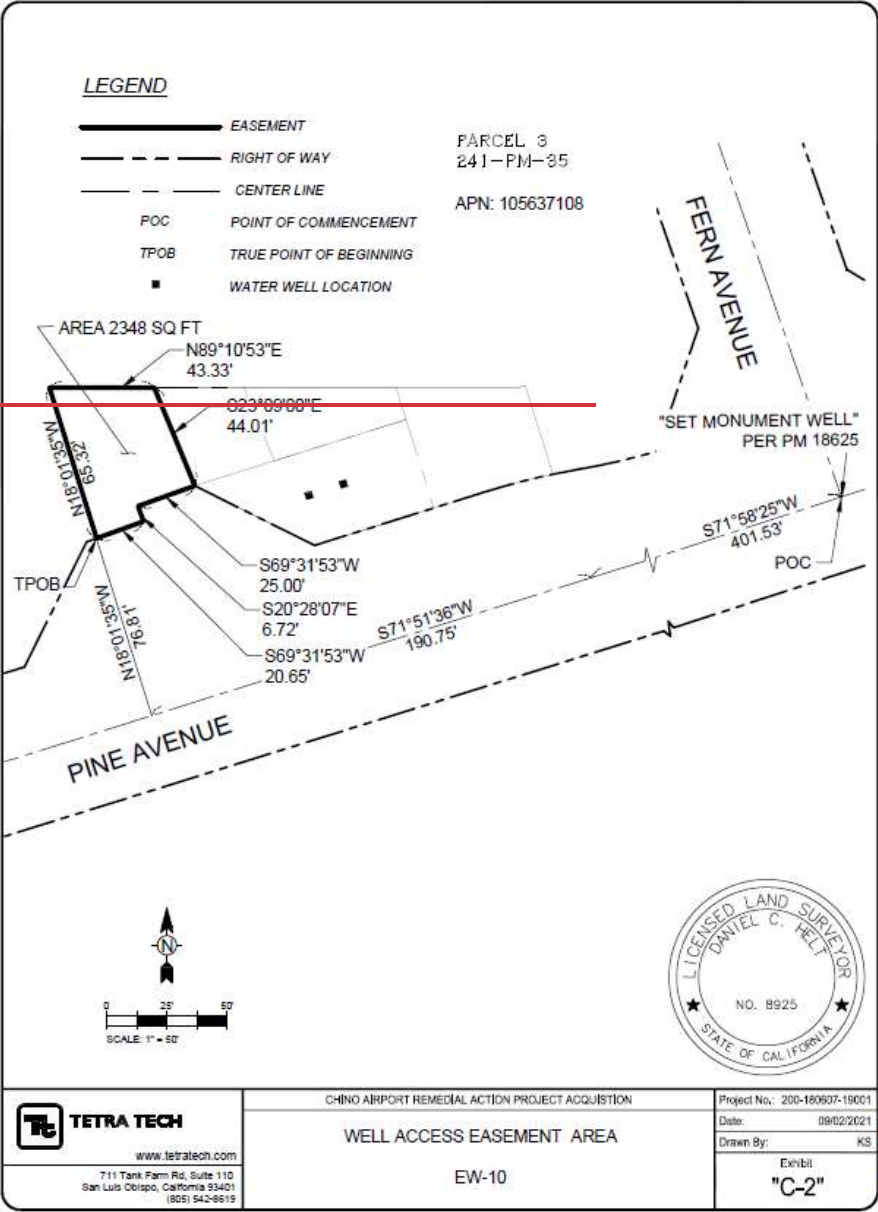 LEGEND
EASEMENT
RIGHT OF WAY
CENTER LINE
POC POINT OF COMMENCEMENT
TPOB TRUE POINT OF BEGINNING
WATER WELL LOCATION
PARCEL 3
241-PM-35
APN: 105637108
FERN AVENUE
AREA 2348 SQ FT
N89°10'53"E
43.33'
44.01'
N18°01'35"W
65.32'
"SET MONUMENT WELL"
PER PM 18625
S71°58'25"W
401.53'
POC
S69°31'53"W
25.00'
S20°28'07"E
6.72'
S69°31'53"W
20.65'
S71°51'36"W
190.75'
TPOB
N18°01'35"W
76.81'
PINE AVENUE
N
0 25' 50'
SCALE: 1" = 50'
LICENSED LAND SURVEYOR
DANIEL C. HELT
NO. 8925
STATE OF CALIFORNIA
TETRA TECH
www.tetratech.com
711 Tank Farm Rd, Suite 110
San Luis Obispo, California 93401
(805) 542-8619
CHINO AIRPORT REMEDIAL ACTION PROJECT ACQUISTION
WELL ACCESS EASEMENT AREA
EW-10
Project No.: 200-180607-19001
Date: 09/02/2021
Drawn By: KS
Exhibit
"C-2"